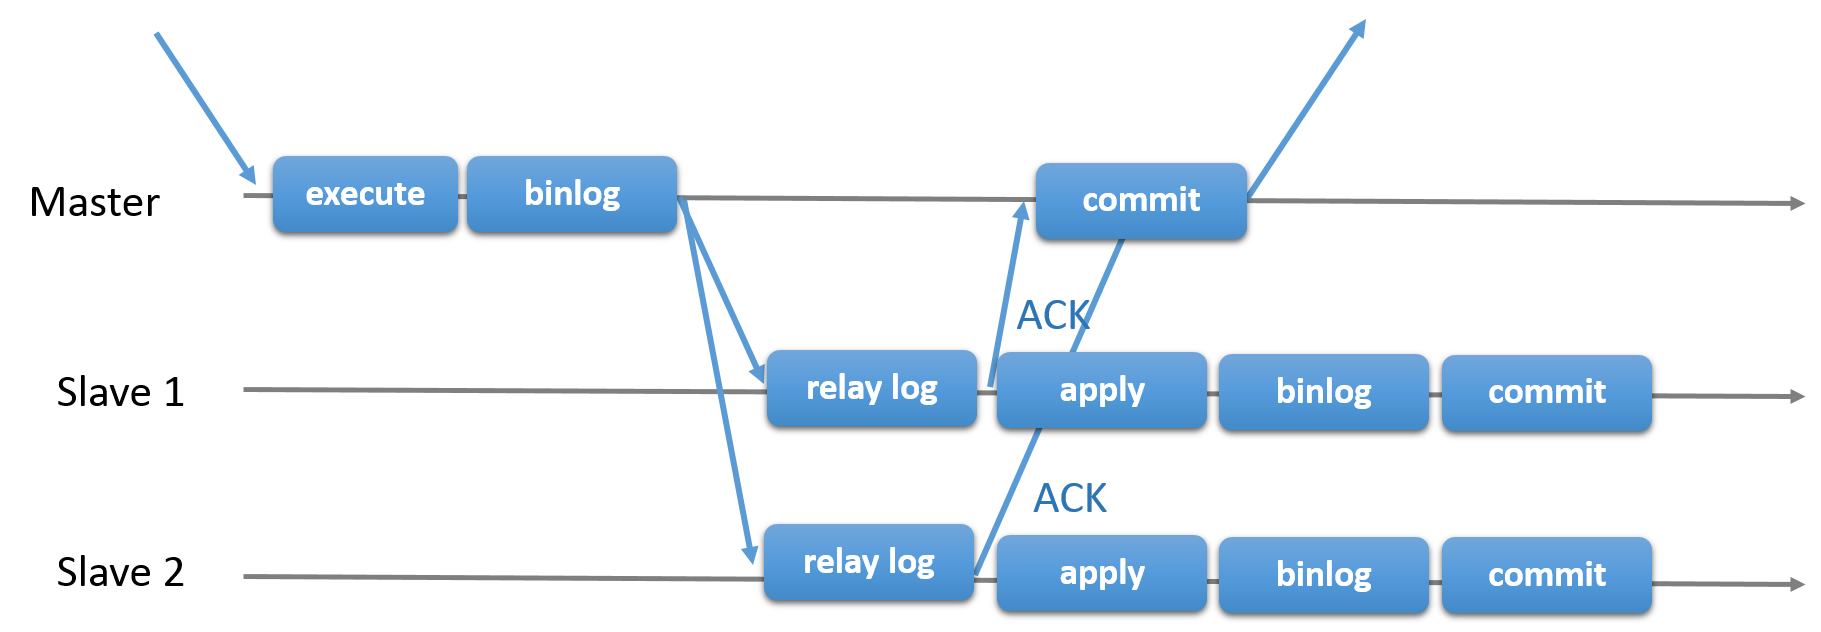 Master
execute
binlog
commit
ACK
Slave 1
relay log
apply
binlog
commit
ACK
Slave 2
relay log
apply
binlog
commit